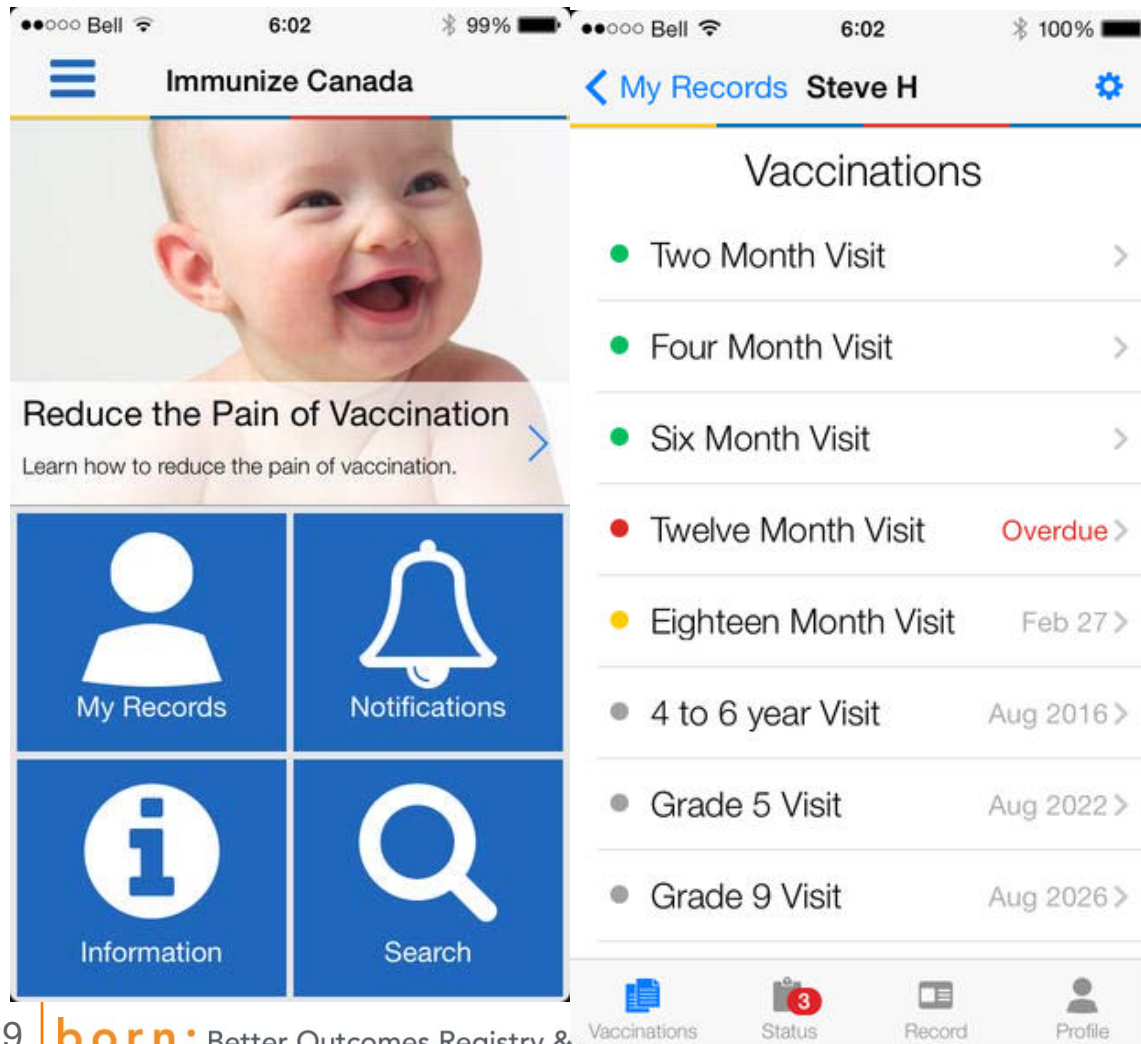 Bell 6:02 99%
Immunize Canada
Reduce the Pain of Vaccination
Learn how to reduce the pain of vaccination.
My Records Notifications
Information Search
Bell 6:02 100%
My Records Steve H
Vaccinations
Two Month Visit
Four Month Visit
Six Month Visit
Twelve Month Visit Overdue
Eighteen Month Visit Feb 27
4 to 6 year Visit Aug 2016
Grade 5 Visit Aug 2022
Grade 9 Visit Aug 2026
3
Vaccinations Status Record Profile
9 born: Better Outcomes Registry &